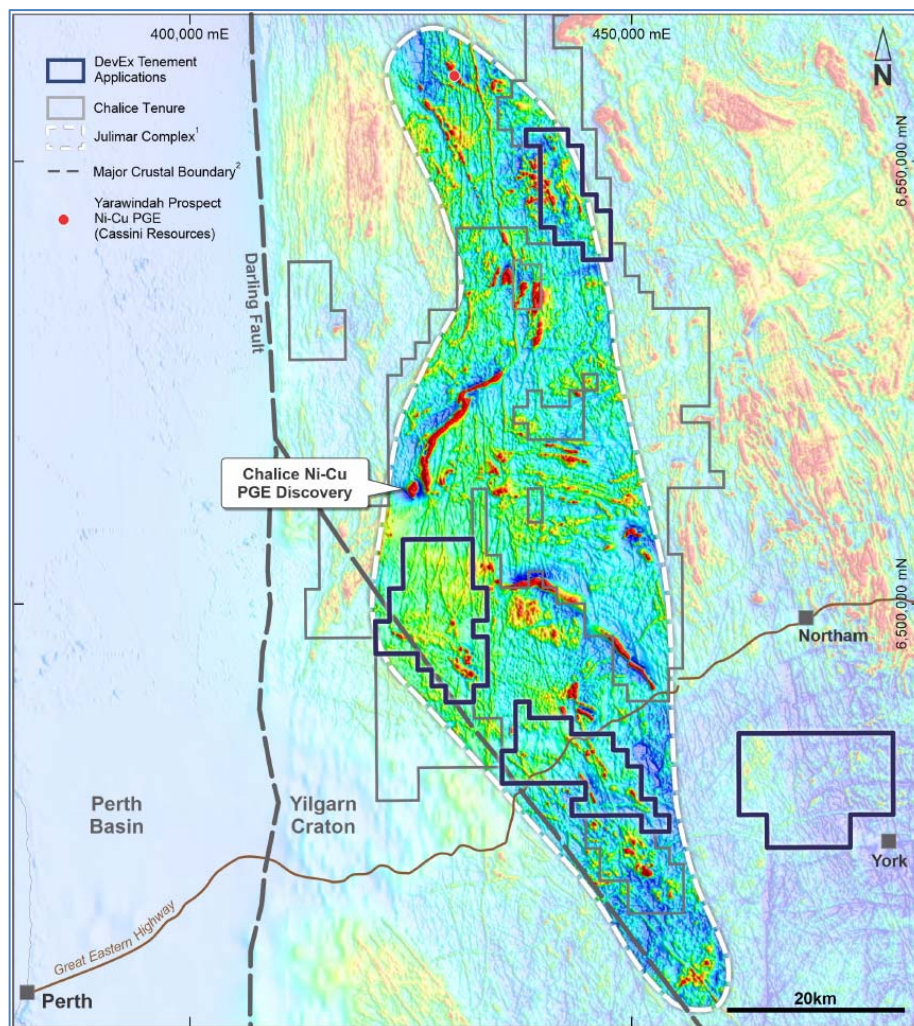 400,000 mE
450,000 mE
DevEx Tenement
Applications
Chalice Tenure
Julimar Complex¹
Major Crustal Boundary²
Yarawindah Prospect
Ni-Cu PGE
(Cassini Resources)
N
6,550,000 mN
Darling Fault
Chalice Ni-Cu
PGE Discovery
6,500,000 mN
Northam
Perth
Basin
Yilgarn
Craton
York
Great Eastern Highway
Perth
20km